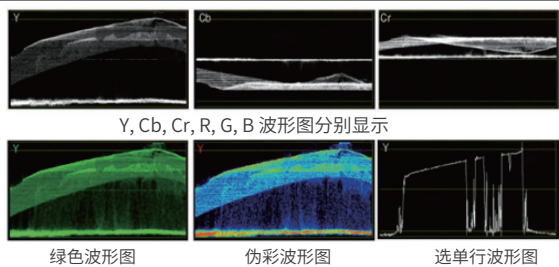 Y
Cb
Cr
Y, Cb, Cr, R, G, B 波形图分别显示
Y
Y
Y
绿色波形图
伪彩波形图
选单行波形图